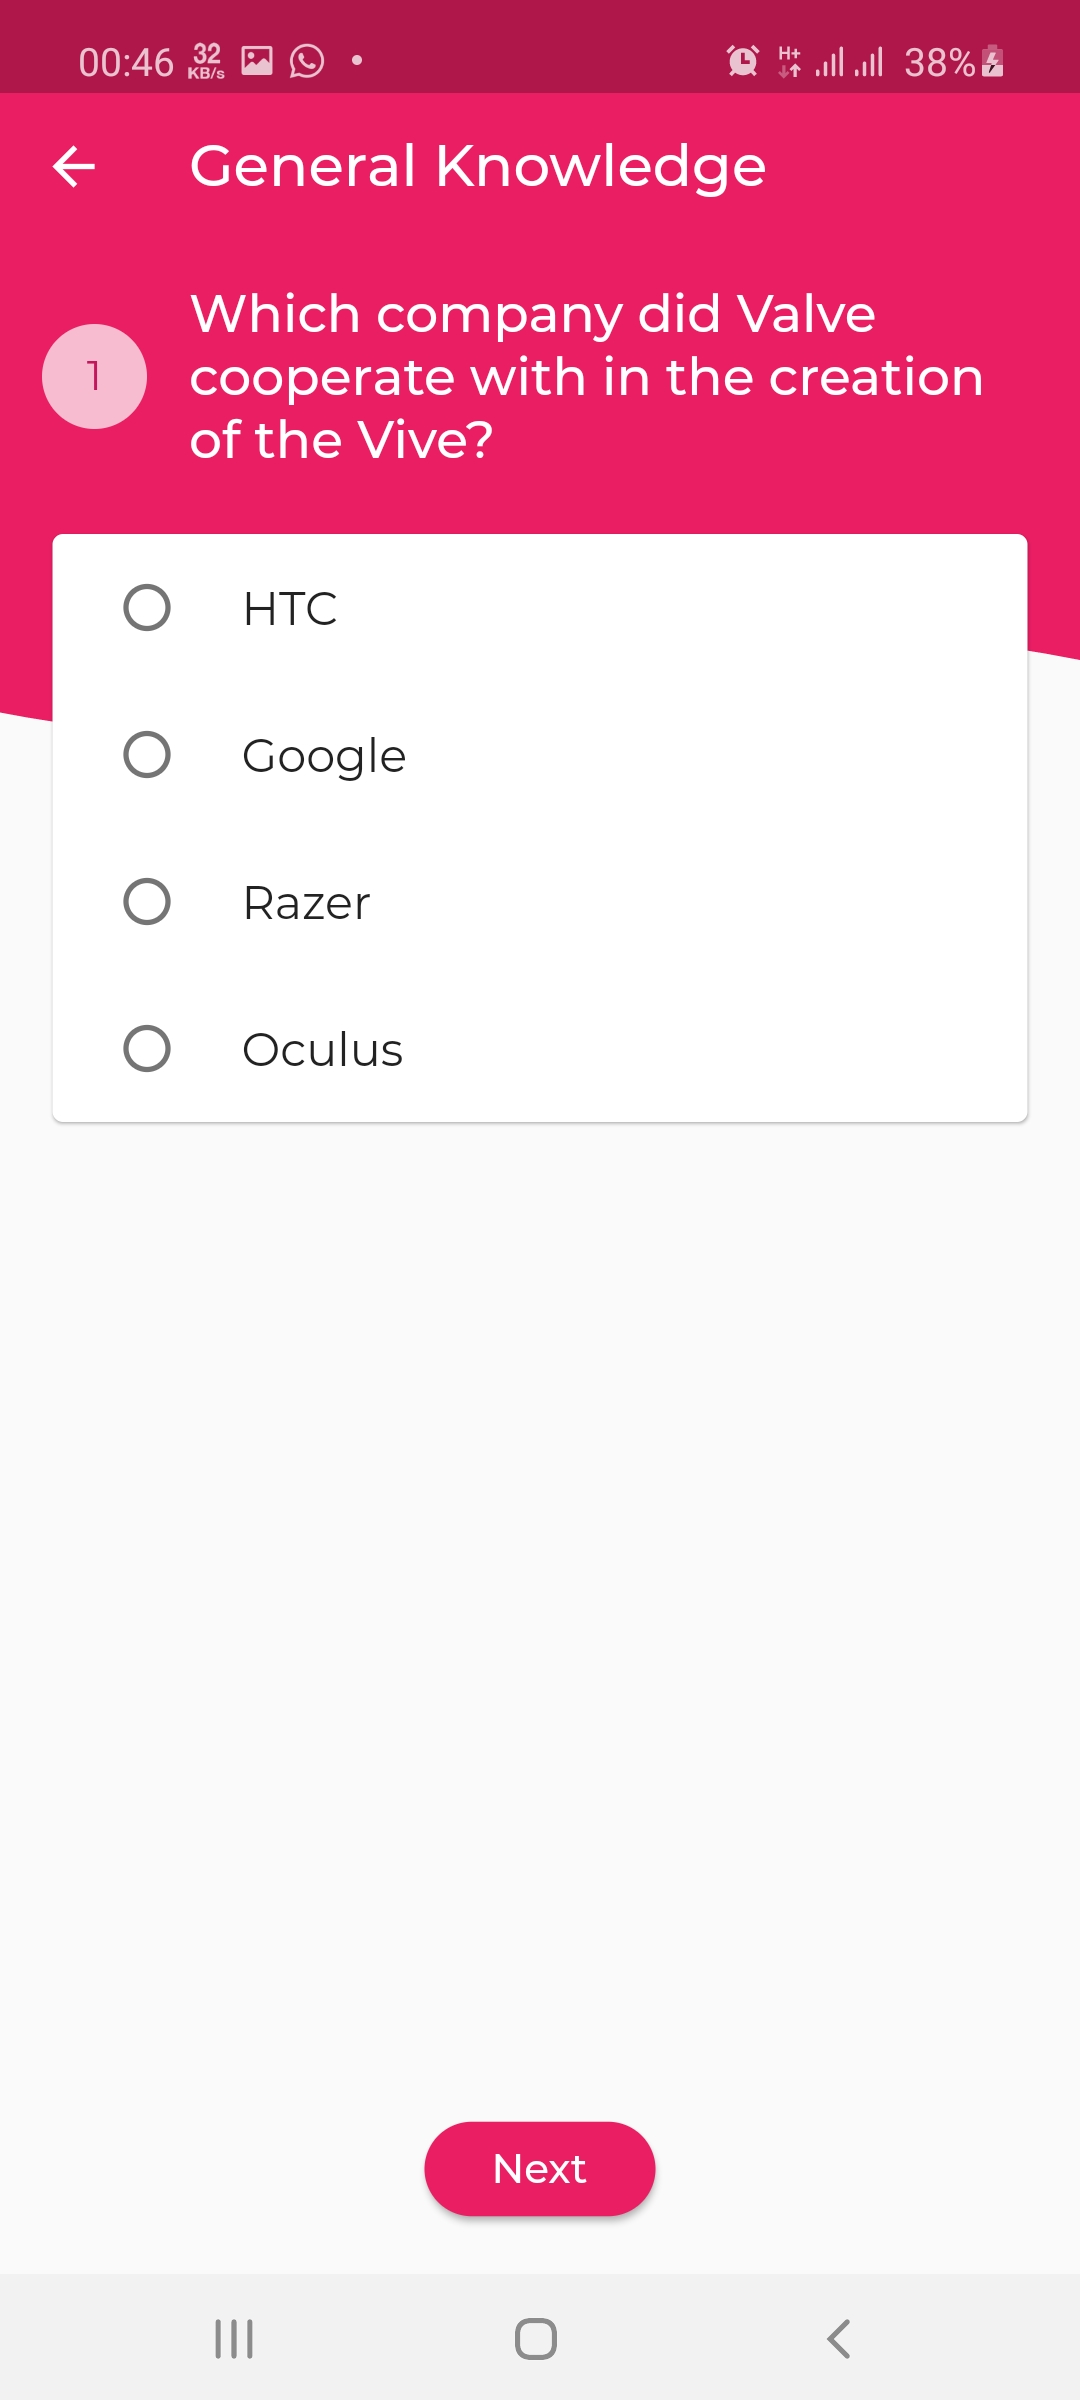 00:46 32 KB/s H+ 38%
General Knowledge
1
Which company did Valve
cooperate with in the creation
of the Vive?
HTC
Google
Razer
Oculus
Next